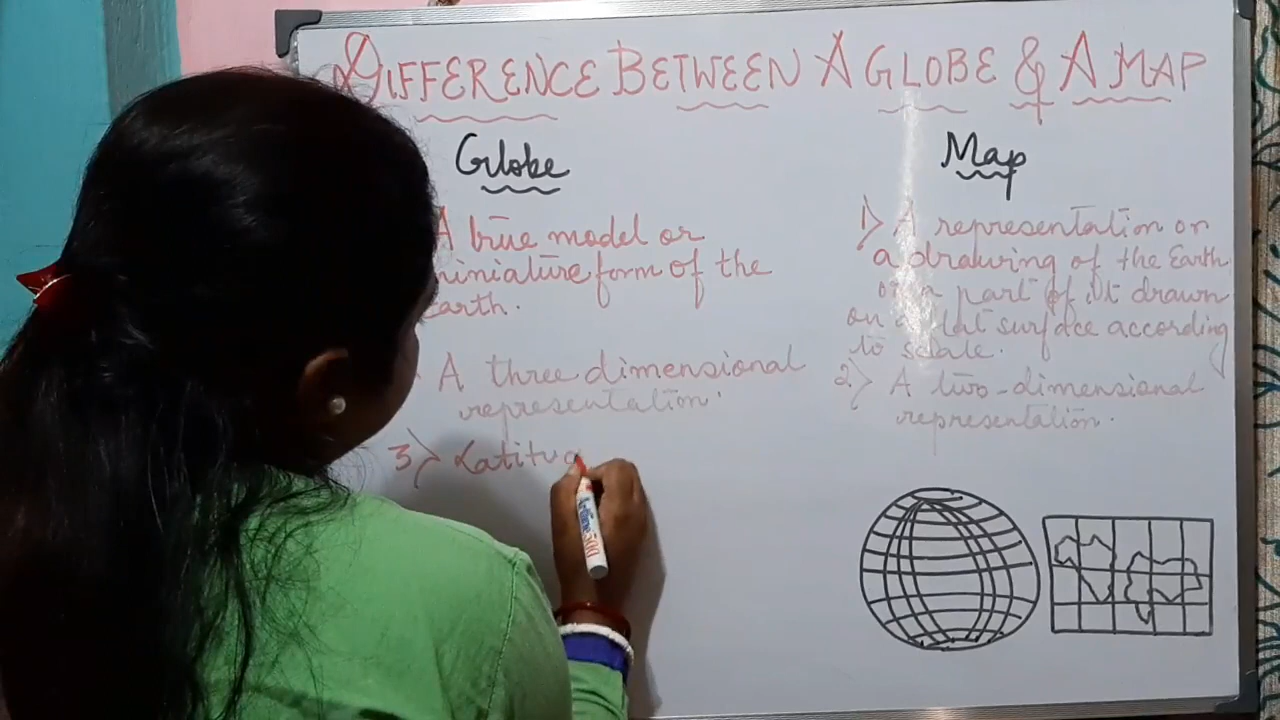 DIFFERENCE BETWEEN A GLOBE & A MAP
Globe
A true model or
miniature form of the
Earth.
A three dimensional
representation.
3> Latitud
Map
1> A representation or
a drawing of the Earth
or a part of it drawn
on a flat surface according
to scale.
2> A two-dimensional
representation.